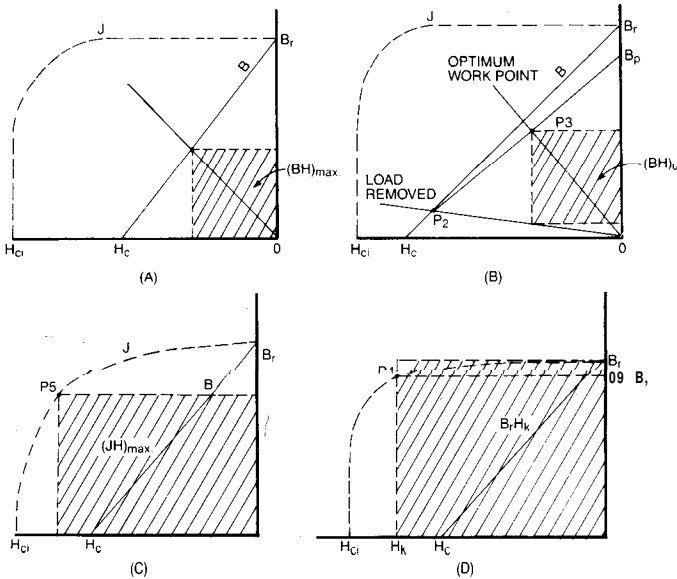 J
B
Br
(BH)max.
Hci
Hc
0
(A)
J
B
Br
Bp
OPTIMUM
WORK POINT
P3
(BH)u
LOAD
REMOVED
P2
Hci
Hc
0
(B)
J
P5
B
Br
(JH)max.
Hci
Hc
(C)
Br
09 B,
BrHk
Hci
Hk
Hc
(D)